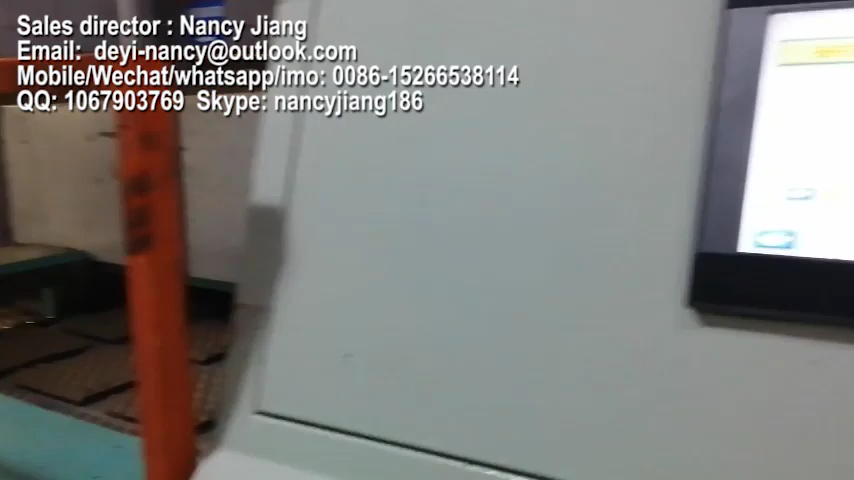 Sales director : Nancy Jiang
Email:  deyi-nancy@outlook.com
Mobile/Wechat/whatsapp/imo: 0086-15266538114
QQ: 1067903769  Skype: nancyjiang186